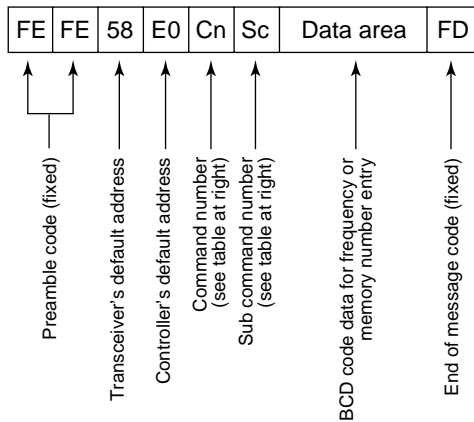 FE FE 58 E0 Cn Sc Data area FD
Preamble code (fixed)
Transceiver's default address
Controller's default address
Command number
(see table at right)
Sub command number
(see table at right)
BCD code data for frequency or
memory number entry
End of message code (fixed)